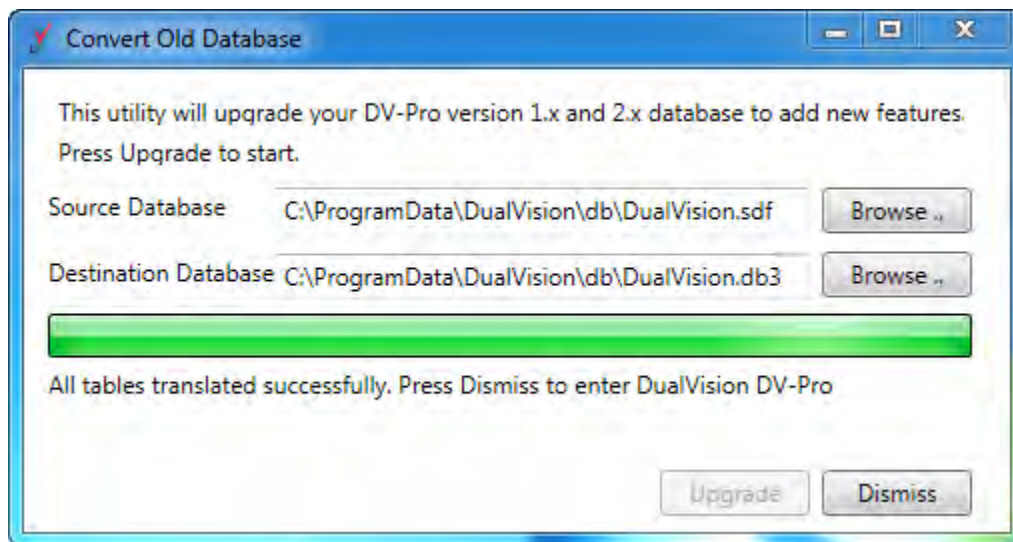 Convert Old Database
This utility will upgrade your DV-Pro version 1.x and 2.x database to add new features.
Press Upgrade to start.
Source Database C:\ProgramData\DualVision\db\DualVision.sdf Browse ..
Destination Database C:\ProgramData\DualVision\db\DualVision.db3 Browse ..
All tables translated successfully. Press Dismiss to enter DualVision DV-Pro
Upgrade Dismiss